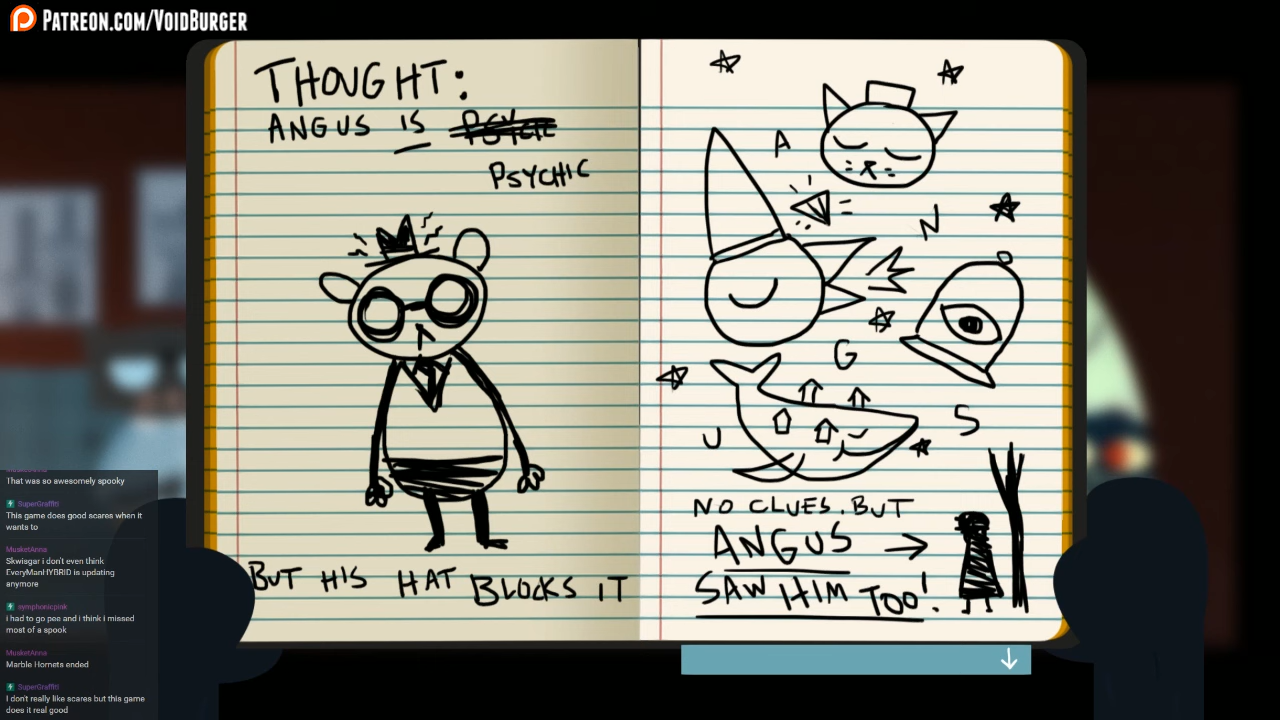 PATREON.COM/VOIDBURGER
THOUGHT:
ANGUS IS PSYCIC
PSYCHIC
BUT HIS HAT BLOCKS IT
A
N
G
U
S
NO CLUES. BUT
ANGUS →
SAW HIM TOO!
That was so awesomely spooky
SuperGraffiti
This game does good scares when it
wants to
MusketAnna
Skwisgar i don't even think
EveryManHYBRID is updating
anymore
symphonicpink
i had to go pee and i think i missed
most of a spook
MusketAnna
Marble Hornets ended
SuperGraffiti
I don't really like scares but this game
does it real good